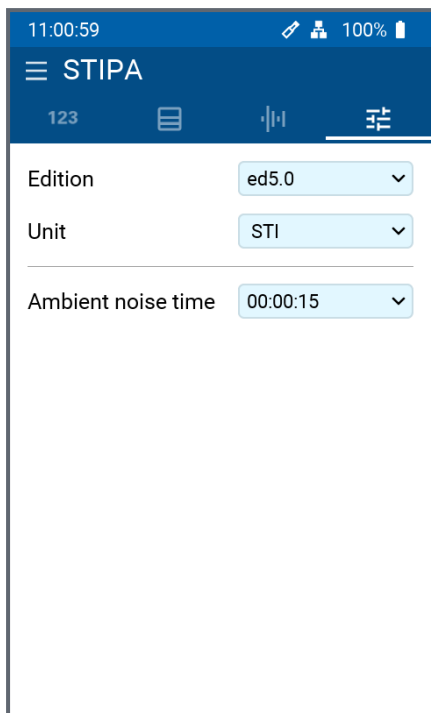 11:00:59 100%
STIPA
123
Edition ed5.0
Unit STI
Ambient noise time 00:00:15